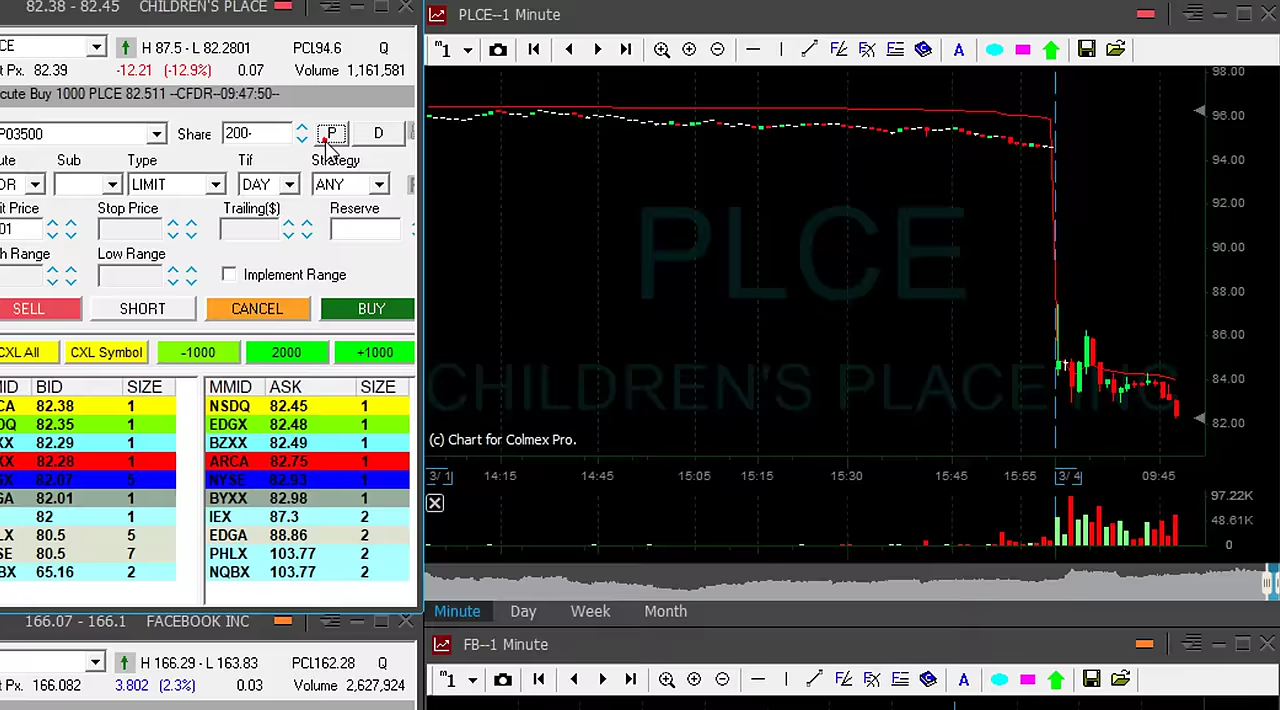 82.38 - 82.45 CHILDREN'S PLACE
CE H 87.5 - L 82.2801 PCL94.6 Q
t Px. 82.39 -12.21 (-12.9%) 0.07 Volume 1,161,581
cute Buy 1000 PLCE 82.511 --CFDR--09:47:50--
P03500 Share 200- P D
ute Sub Type Tif Strategy
OR LIMIT DAY ANY
it Price Stop Price Trailing($) Reserve
01
h Range Low Range
Implement Range
SELL SHORT CANCEL BUY
CXL All CXL Symbol -1000 2000 +1000
MID BID SIZE MMID ASK SIZE
CA 82.38 1 NSDQ 82.45 1
DQ 82.35 1 EDGX 82.48 1
XX 82.29 1 BZXX 82.49 1
XX 82.28 1 ARCA 82.75 1
SX 82.07 5 NYSE 82.93 1
GA 82.01 1 BYXX 82.98 1
82 1 IEX 87.3 2
LX 80.5 5 EDGA 88.86 2
SE 80.5 7 PHLX 103.77 2
BX 65.16 2 NQBX 103.77 2
166.07 - 166.1 FACEBOOK INC
H 166.29 - L 163.83 PCL162.28 Q
t Px. 166.082 3.802 (2.3%) 0.03 Volume 2,627,924
PLCE--1 Minute
m1 A
98.00
96.00
94.00
92.00
90.00
88.00
86.00
84.00
82.00
PLCE
CHILDREN'S PLACE INC
(c) Chart for Colmex Pro.
3/ 1 14:15 14:45 15:05 15:15 15:30 15:45 15:55 3/ 4 09:45
97.22K
48.61K
0
Minute Day Week Month
FB--1 Minute
m1 A